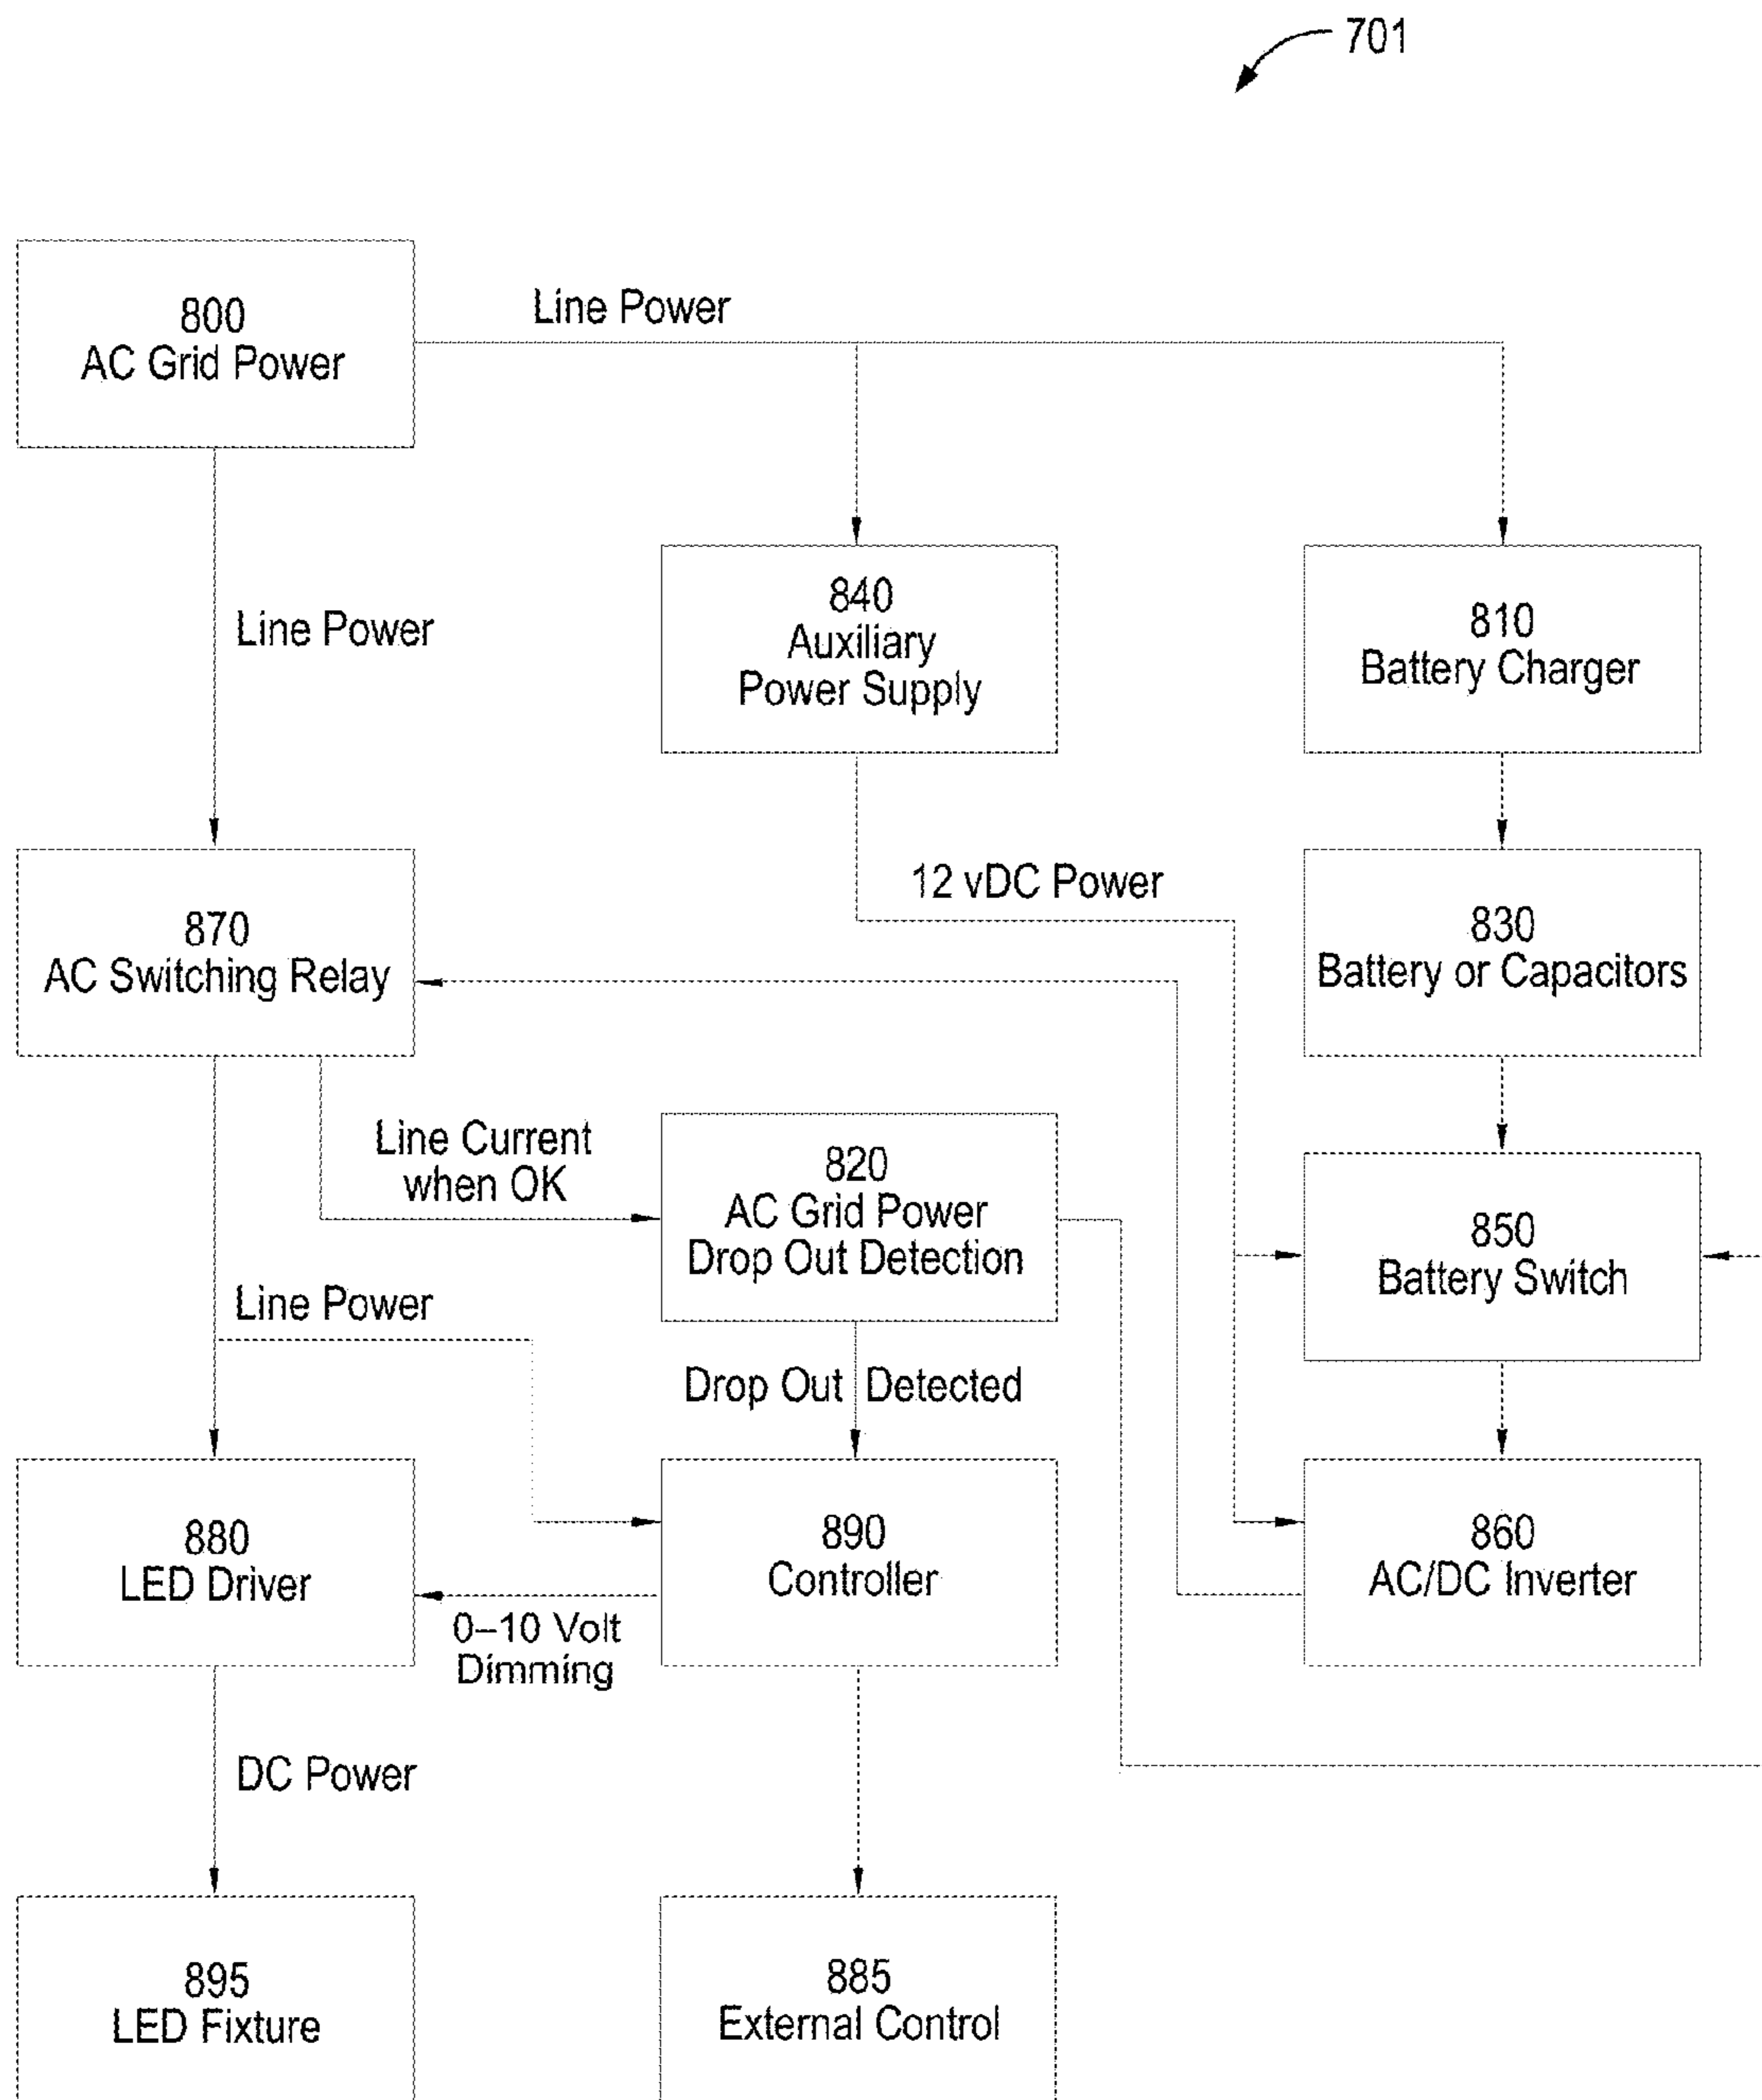 701
800
AC Grid Power
Line Power
Line Power
840
Auxiliary
Power Supply
810
Battery Charger
870
AC Switching Relay
12 vDC Power
830
Battery or Capacitors
Line Current
when OK
820
AC Grid Power
Drop Out Detection
850
Battery Switch
Line Power
Drop Out Detected
880
LED Driver
0–10 Volt
Dimming
890
Controller
860
AC/DC Inverter
DC Power
895
LED Fixture
885
External Control